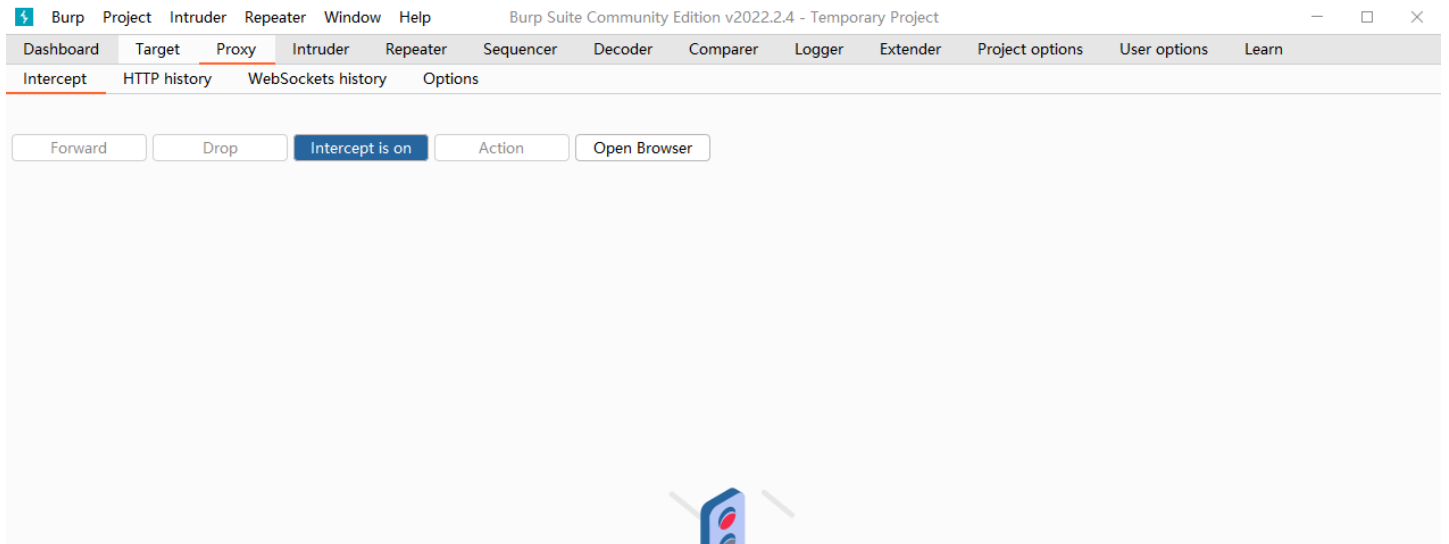 Burp Project Intruder Repeater Window Help Burp Suite Community Edition v2022.2.4 - Temporary Project
Dashboard Target Proxy Intruder Repeater Sequencer Decoder Comparer Logger Extender Project options User options Learn
Intercept HTTP history WebSockets history Options
Forward Drop Intercept is on Action Open Browser